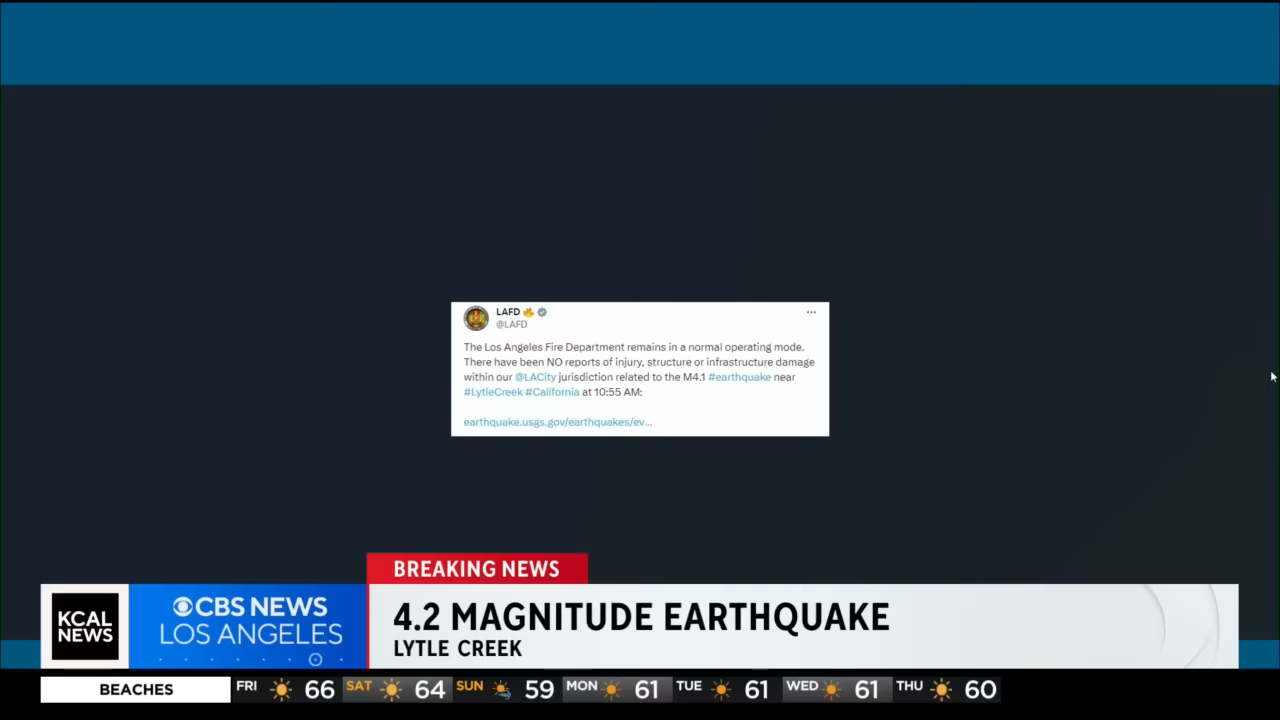 LAFD
@LAFD
The Los Angeles Fire Department remains in a normal operating mode.
There have been NO reports of injury, structure or infrastructure damage
within our @LACity jurisdiction related to the M4.1 #earthquake near
#LytleCreek #California at 10:55 AM:
earthquake.usgs.gov/earthquakes/ev...
BREAKING NEWS
KCAL
NEWS
CBS NEWS
LOS ANGELES
4.2 MAGNITUDE EARTHQUAKE
LYTLE CREEK
BEACHES FRI 66 SAT 64 SUN 59 MON 61 TUE 61 WED 61 THU 60